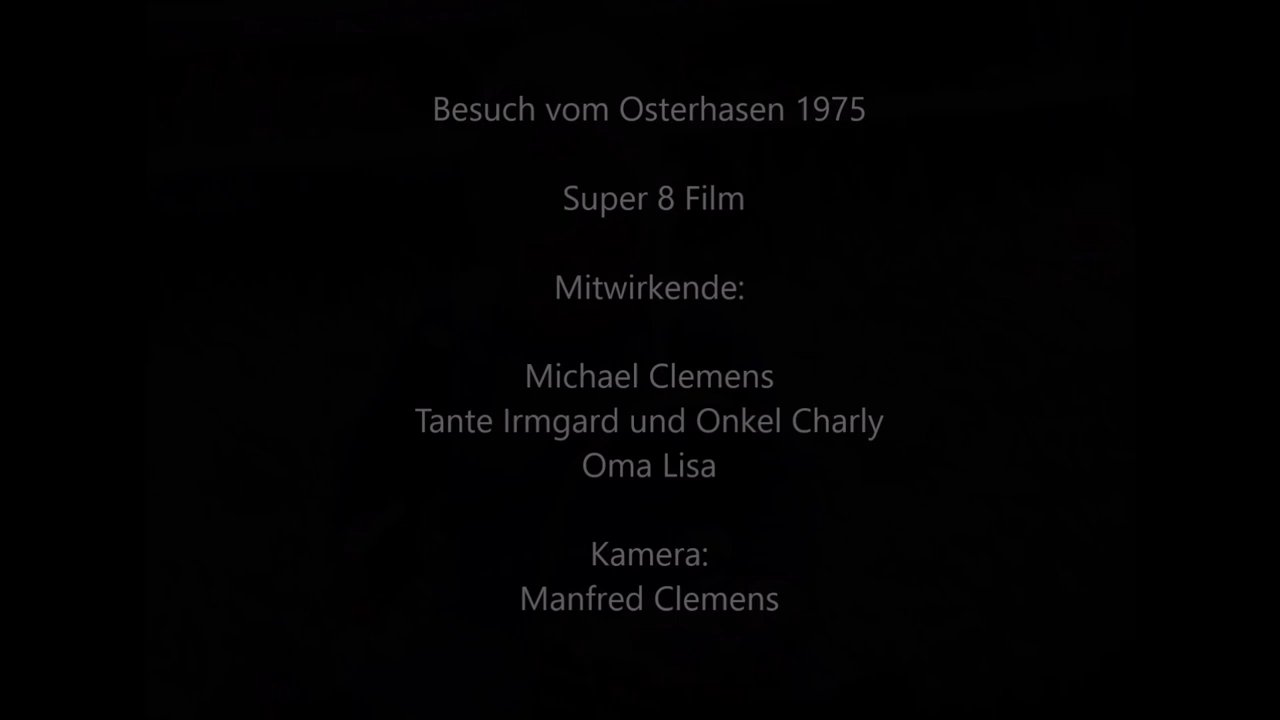 Besuch vom Osterhasen 1975
Super 8 Film
Mitwirkende:
Michael Clemens
Tante Irmgard und Onkel Charly
Oma Lisa
Kamera:
Manfred Clemens